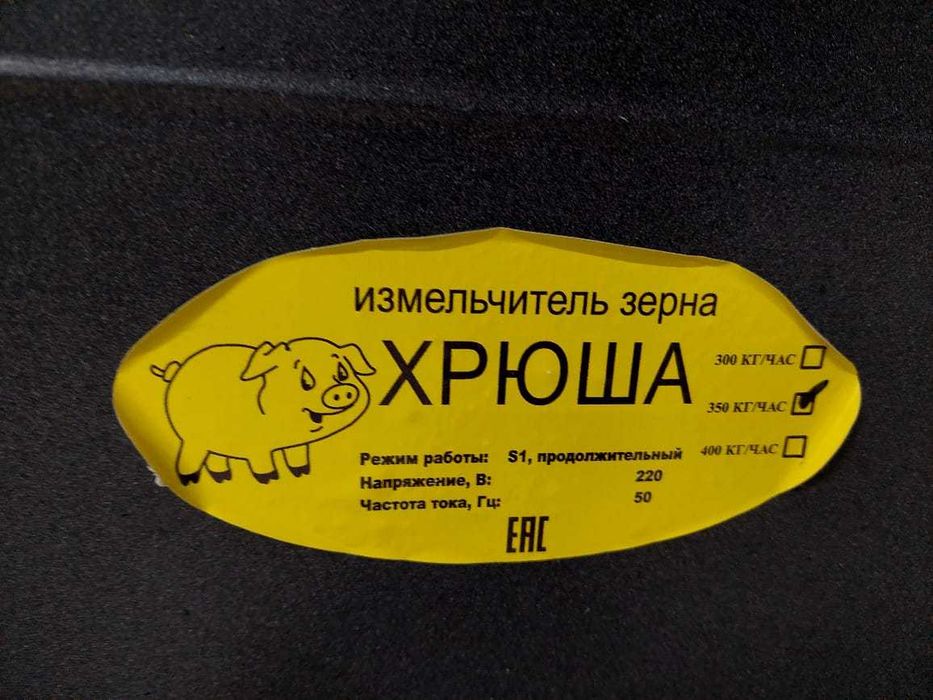 измельчитель зерна
ХРЮША
300 КГ/ЧАС
350 КГ/ЧАС
400 КГ/ЧАС
Режим работы: S1, продолжительный
Напряжение, В: 220
Частота тока, Гц: 50
EAC